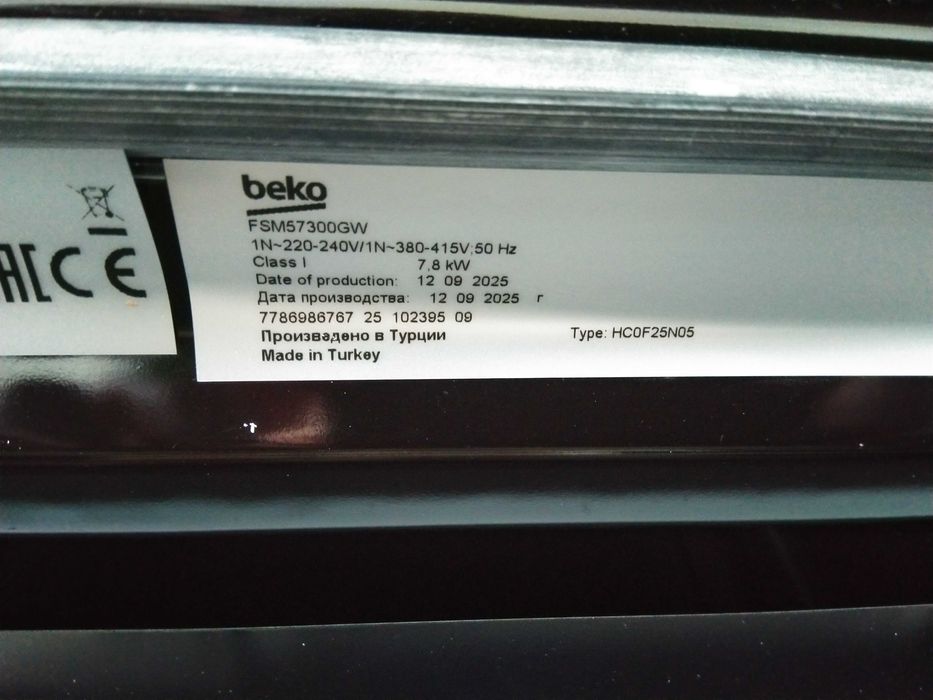 beko
FSM57300GW
1N~220-240V/1N~380-415V;50 Hz
Class I 7,8 kW
Date of production: 12 09 2025
Дата производства: 12 09 2025 г
7786986767 25 102395 09
Произвадено в Турции
Type: HC0F25N05
Made in Turkey
EAC CE